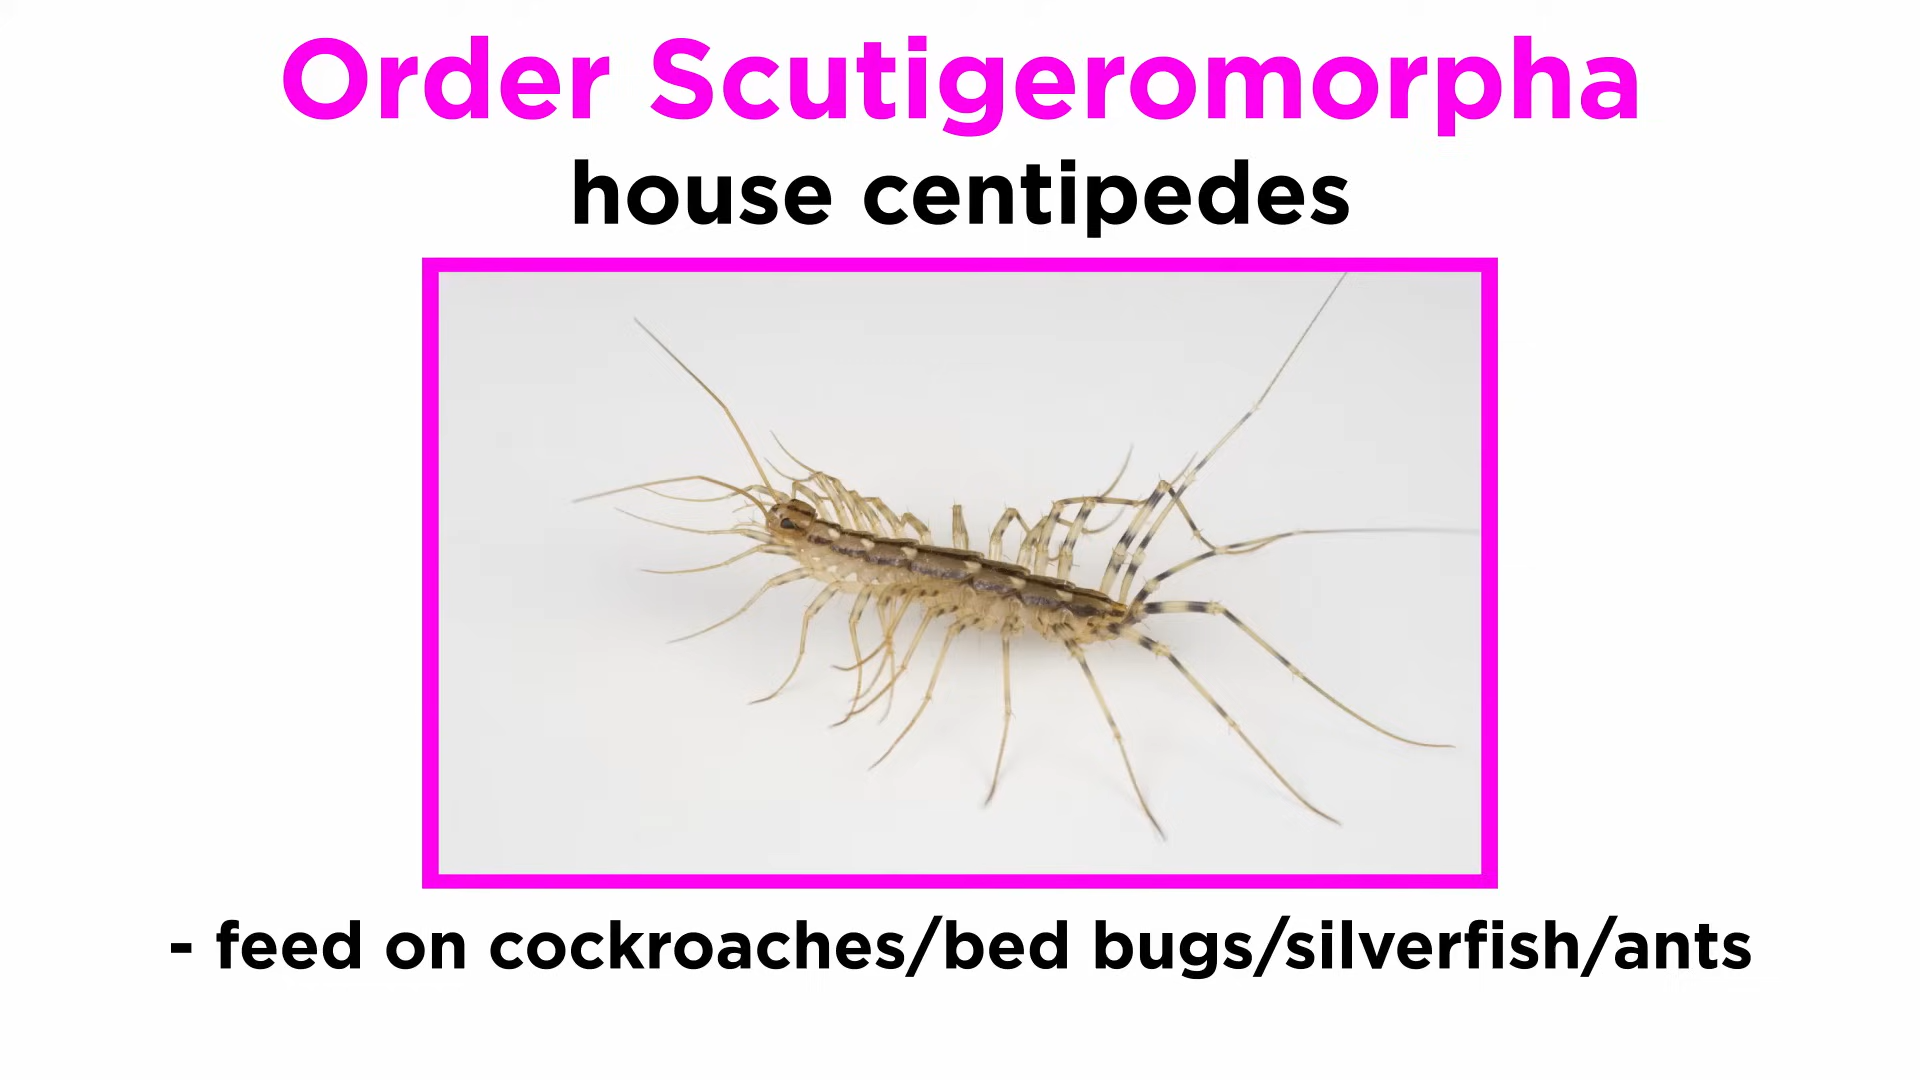 Order Scutigeromorpha
house centipedes
- feed on cockroaches/bed bugs/silverfish/ants